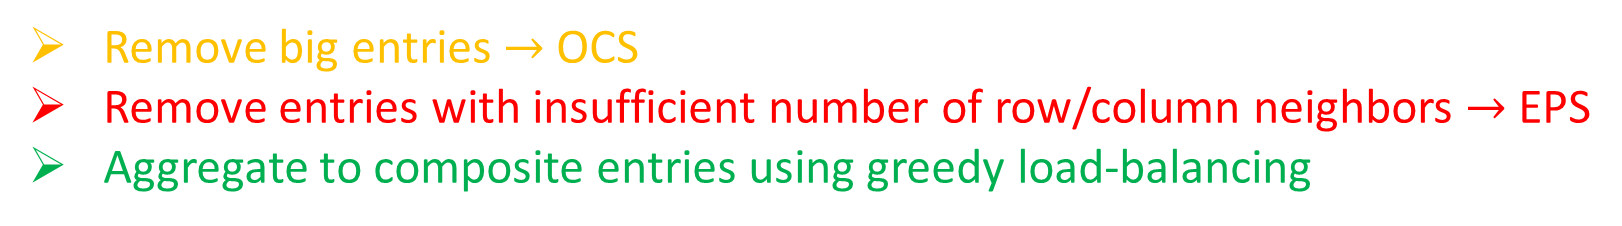 ➢ Remove big entries → OCS
➢ Remove entries with insufficient number of row/column neighbors → EPS
➢ Aggregate to composite entries using greedy load-balancing